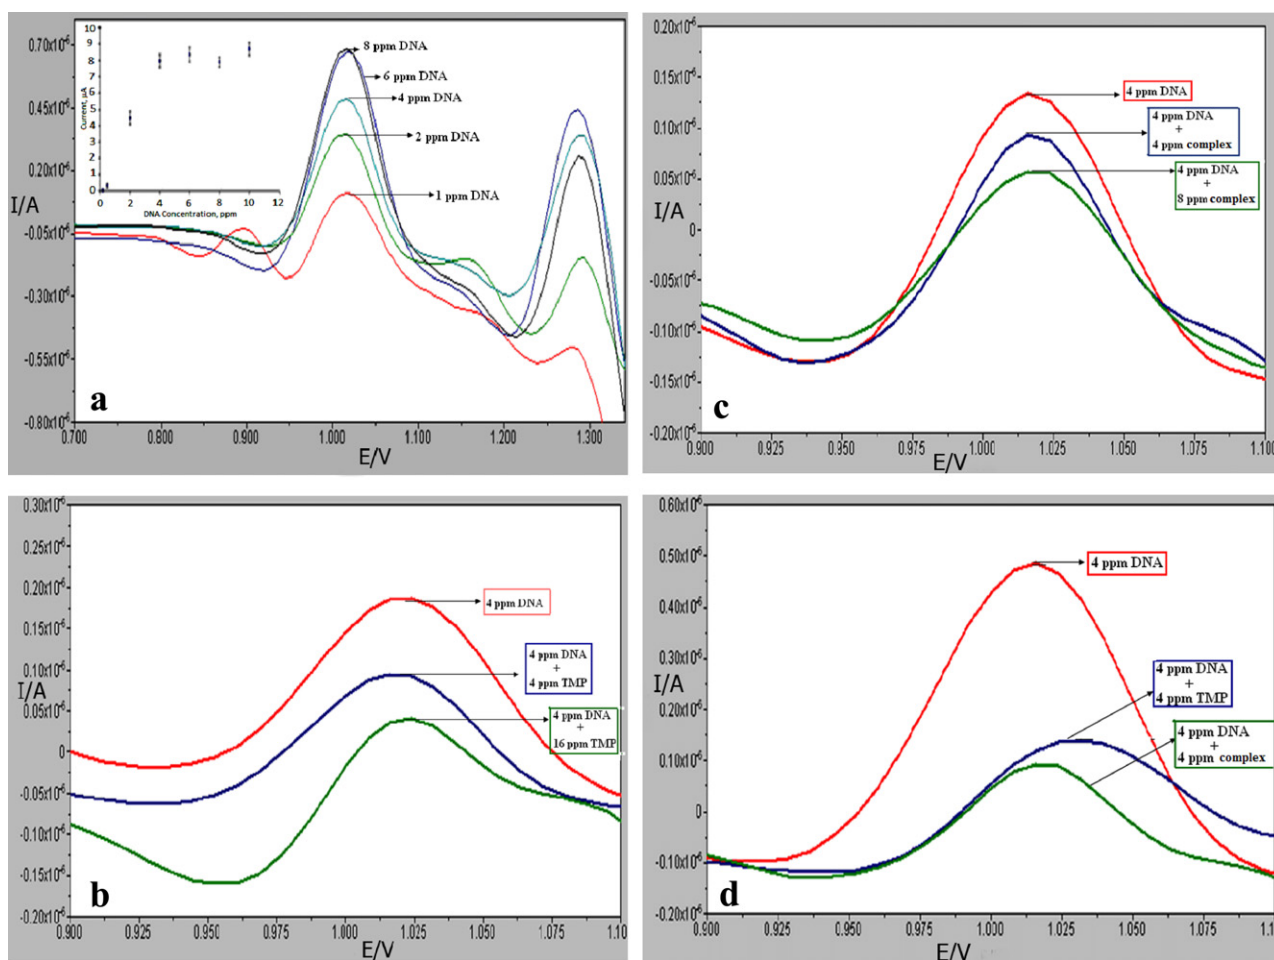 0.70x10-6
0.45x10-6
0.20x10-6
I/A
-0.05x10-6
-0.30x10-6
-0.55x10-6
-0.80x10-6
10
9
8
7
6
5
4
3
2
1
0
Current, µA
0 2 4 6 8 10 12
DNA Concentration, ppm
8 ppm DNA
6 ppm DNA
4 ppm DNA
2 ppm DNA
1 ppm DNA
a
0.700 0.800 0.900 1.000 1.100 1.200 1.300
E/V
0.20x10-6
0.15x10-6
0.10x10-6
0.05x10-6
I/A
0
-0.05x10-6
-0.10x10-6
-0.15x10-6
-0.20x10-6
4 ppm DNA
4 ppm DNA
+
4 ppm complex
4 ppm DNA
+
8 ppm complex
c
0.900 0.925 0.950 0.975 1.000 1.025 1.050 1.075 1.100
E/V
0.30x10-6
0.25x10-6
0.20x10-6
0.15x10-6
0.10x10-6
I/A
0.05x10-6
0
-0.05x10-6
-0.10x10-6
-0.15x10-6
-0.20x10-6
4 ppm DNA
4 ppm DNA
+
4 ppm TMP
4 ppm DNA
+
16 ppm TMP
b
0.900 0.925 0.950 0.975 1.000 1.025 1.050 1.075 1.100
E/V
0.60x10-6
0.50x10-6
0.40x10-6
I/A
0.20x10-6
0.10x10-6
0
-0.10x10-6
-0.20x10-6
4 ppm DNA
4 ppm DNA
+
4 ppm TMP
4 ppm DNA
+
4 ppm complex
d
0.900 0.925 0.950 0.975 1.000 1.025 1.050 1.075 1.10
E/V